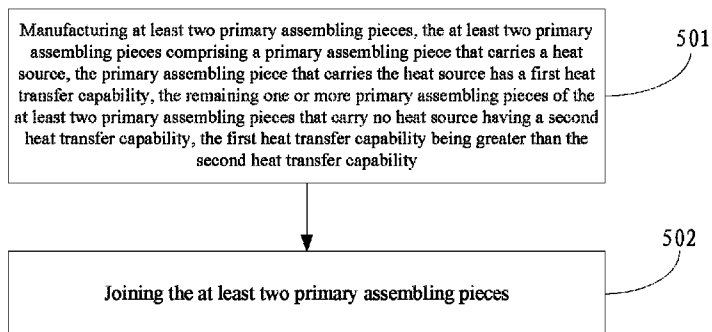 Manufacturing at least two primary assembling pieces, the at least two primary
assembling pieces comprising a primary assembling piece that carries a heat
source, the primary assembling piece that carries the heat source has a first heat
transfer capability, the remaining one or more primary assembling pieces of the
at least two primary assembling pieces that carry no heat source having a second
heat transfer capability, the first heat transfer capability being greater than the
second heat transfer capability
501
502
Joining the at least two primary assembling pieces